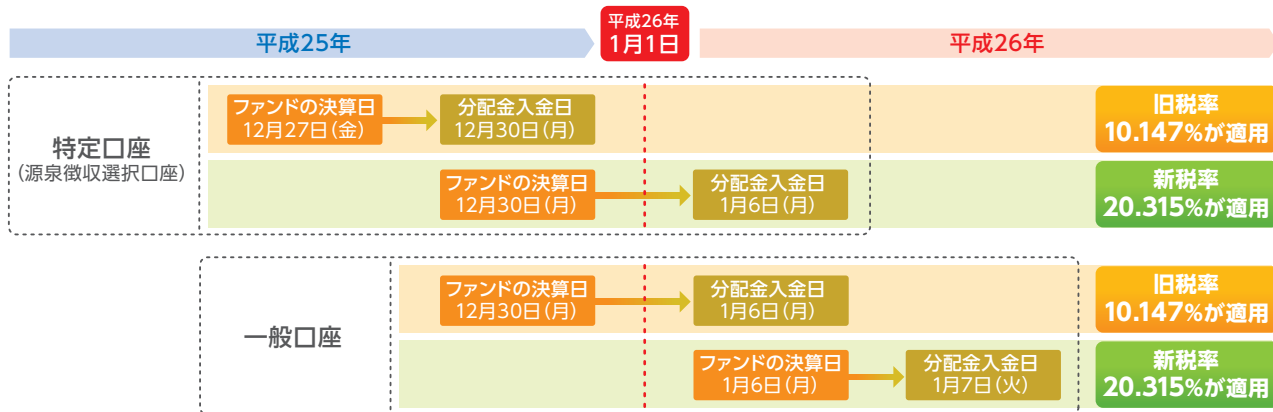 平成25年
平成26年
1月1日
平成26年
特定口座
(源泉徴収選択口座)
ファンドの決算日
12月27日(金)
分配金入金日
12月30日(月)
旧税率
10.147%が適用
ファンドの決算日
12月30日(月)
分配金入金日
1月6日(月)
新税率
20.315%が適用
一般口座
ファンドの決算日
12月30日(月)
分配金入金日
1月6日(月)
旧税率
10.147%が適用
ファンドの決算日
1月6日(月)
分配金入金日
1月7日(火)
新税率
20.315%が適用